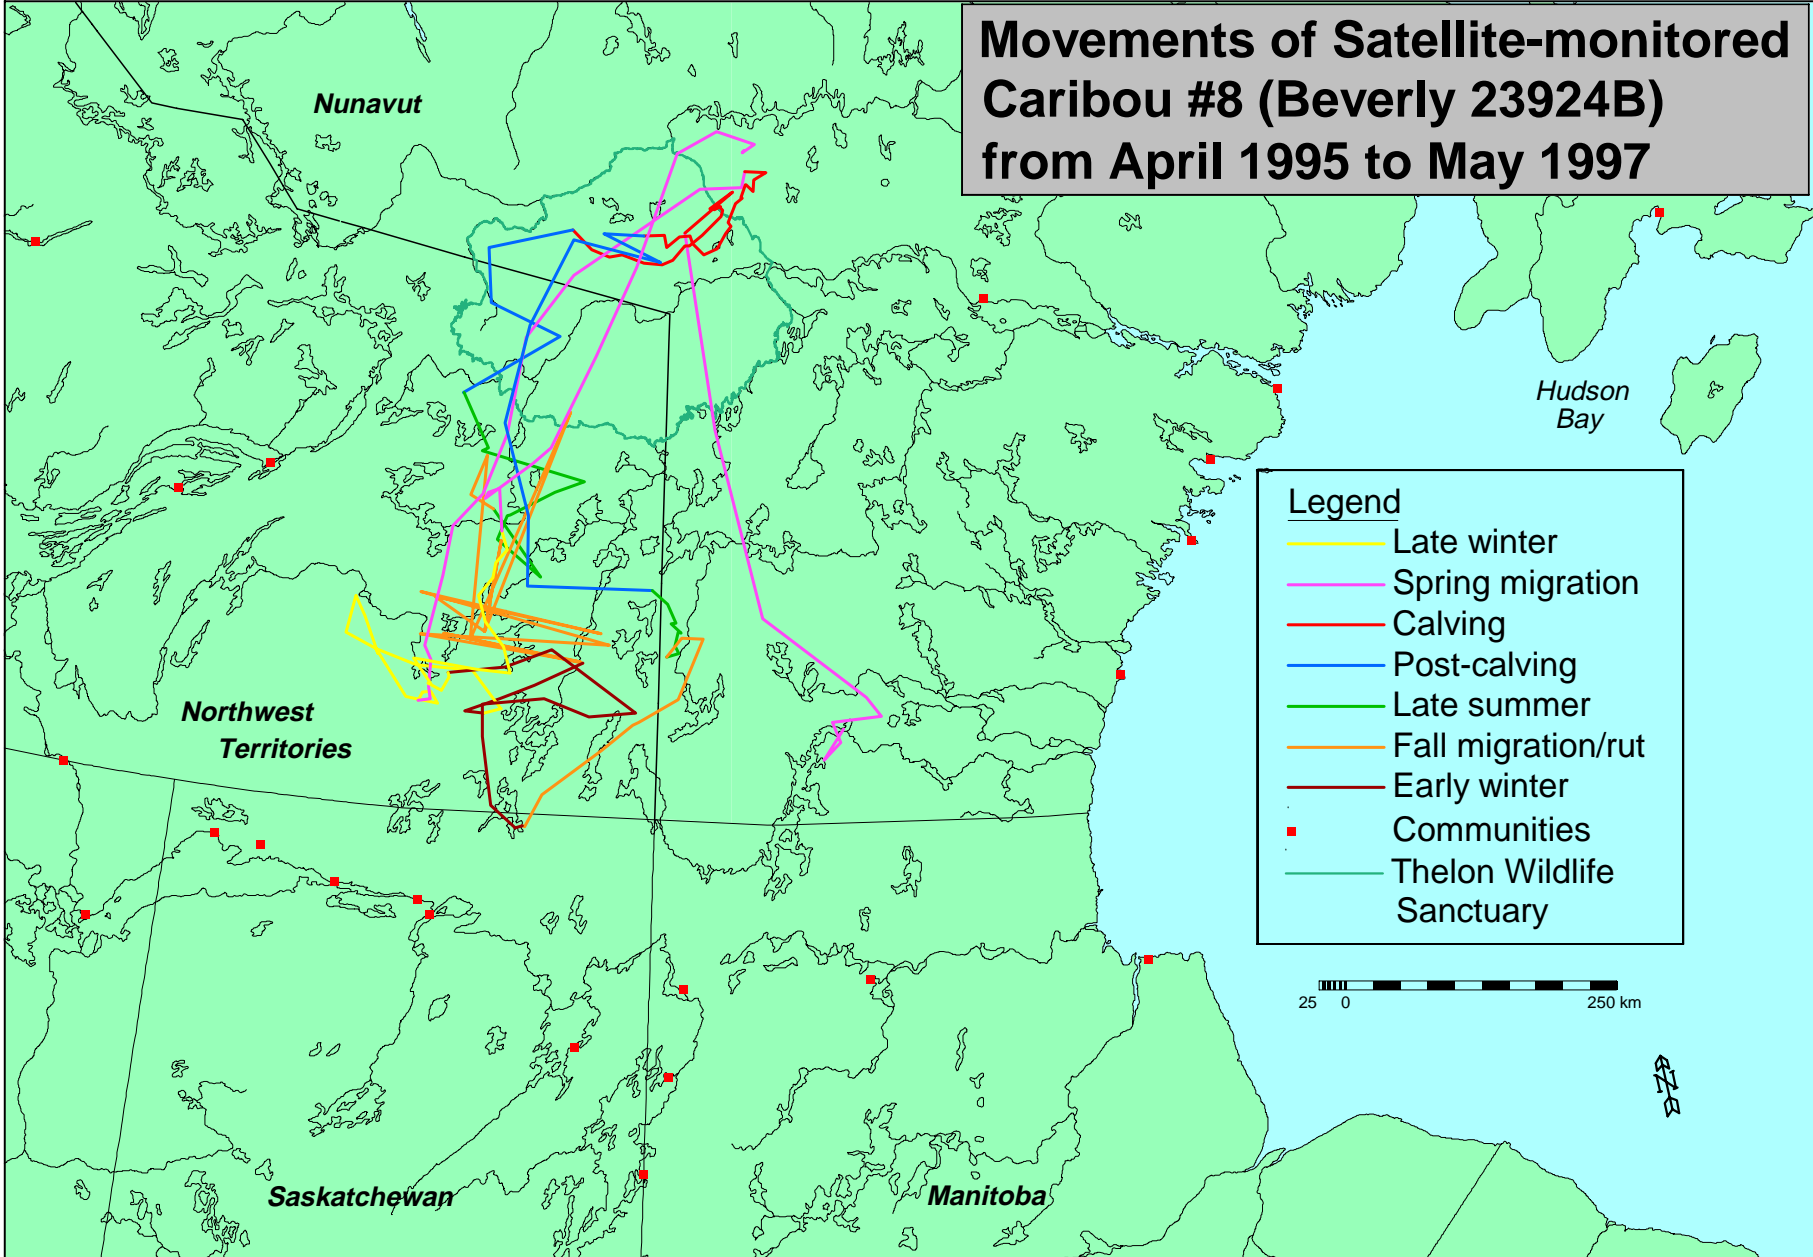 Movements of Satellite-monitored
Caribou #8 (Beverly 23924B)
from April 1995 to May 1997
Nunavut
Hudson
Bay
Legend
Late winter
Spring migration
Calving
Post-calving
Late summer
Fall migration/rut
Early winter
Communities
Thelon Wildlife
Sanctuary
Northwest
Territories
25 0 250 km
N
Saskatchewan
Manitoba